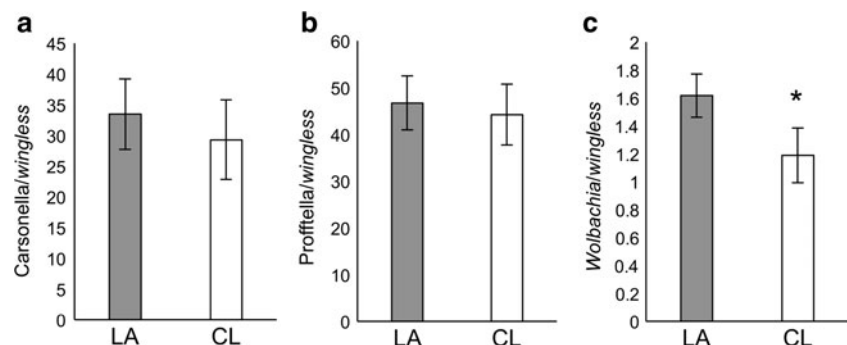 a
Carsonella/wingless
45
40
35
30
25
20
15
10
5
0
LA
CL
b
Profftella/wingless
60
50
40
30
20
10
0
LA
CL
c
Wolbachia/wingless
2
1.8
1.6
1.4
1.2
1
0.8
0.6
0.4
0.2
0
*
LA
CL